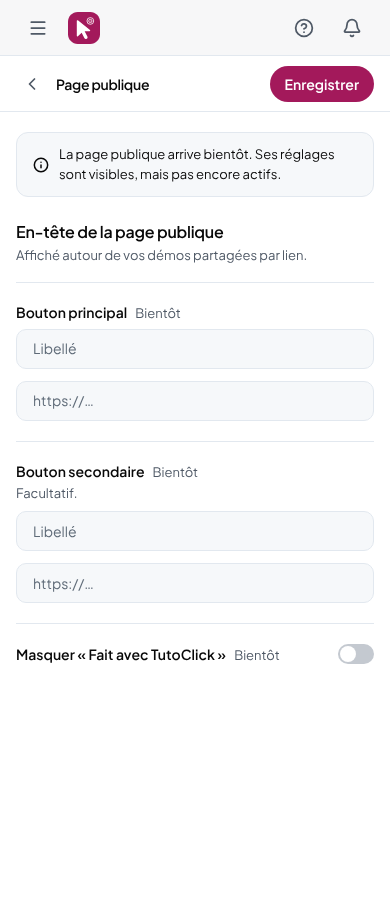 Page publique
Enregistrer
La page publique arrive bientôt. Ses réglages
sont visibles, mais pas encore actifs.
En-tête de la page publique
Affiché autour de vos démos partagées par lien.
Bouton principal Bientôt
Libellé
https://…
Bouton secondaire Bientôt
Facultatif.
Libellé
https://…
Masquer « Fait avec TutoClick » Bientôt